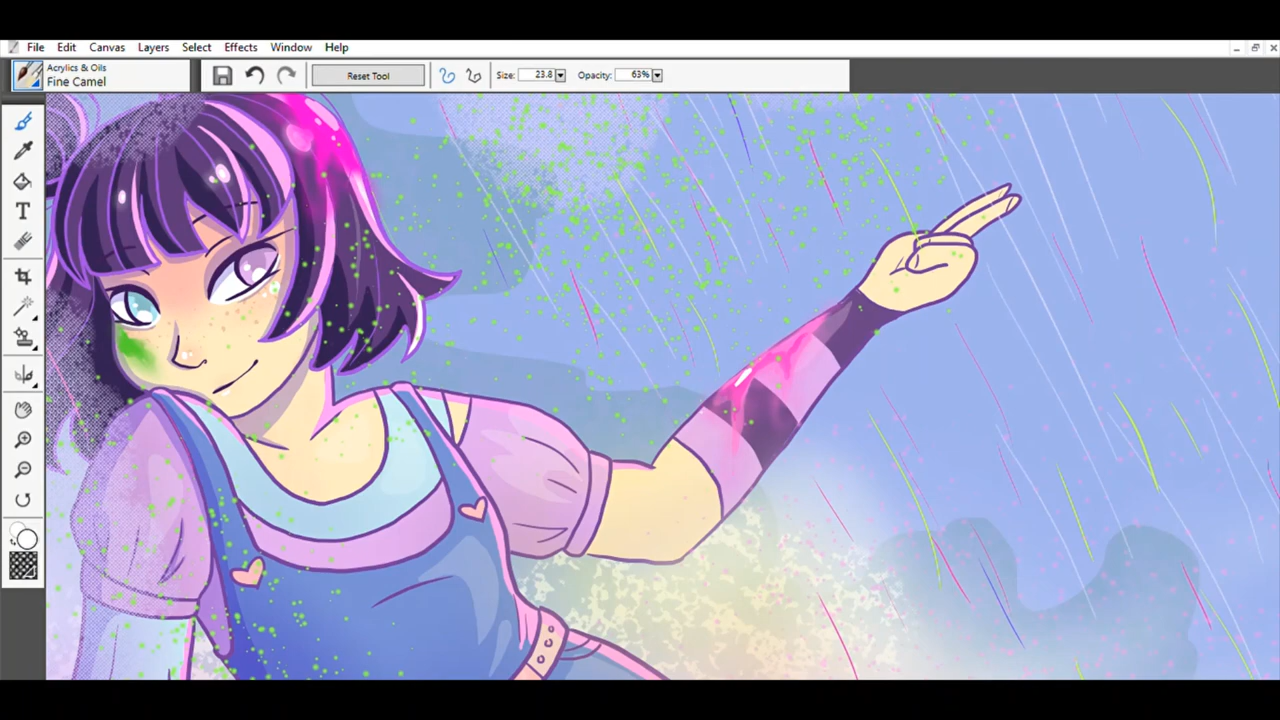 File Edit Canvas Layers Select Effects Window Help
Acrylics & Oils
Fine Camel
Reset Tool
Size: 23.8
Opacity: 63%
T